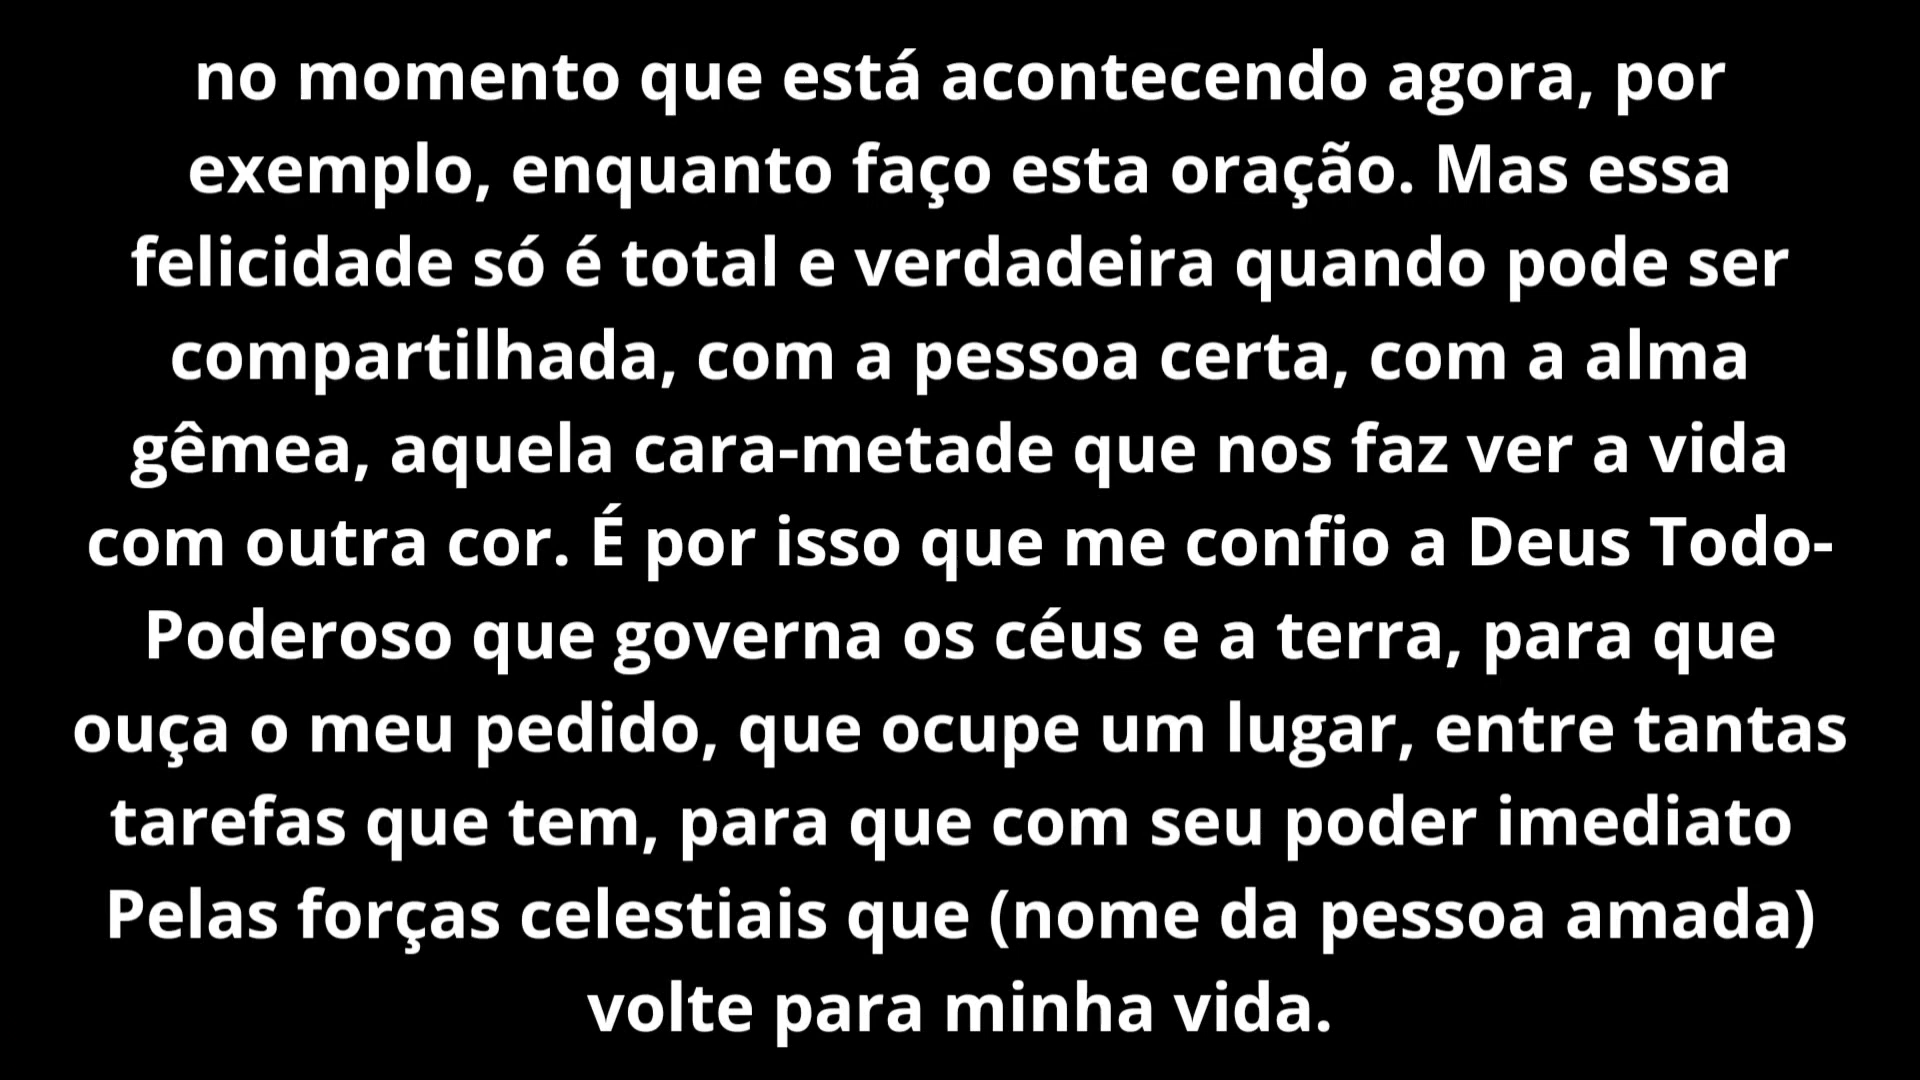 no momento que está acontecendo agora, por
exemplo, enquanto faço esta oração. Mas essa
felicidade só é total e verdadeira quando pode ser
compartilhada, com a pessoa certa, com a alma
gêmea, aquela cara-metade que nos faz ver a vida
com outra cor. É por isso que me confio a Deus Todo-
Poderoso que governa os céus e a terra, para que
ouça o meu pedido, que ocupe um lugar, entre tantas
tarefas que tem, para que com seu poder imediato
Pelas forças celestiais que (nome da pessoa amada)
volte para minha vida.